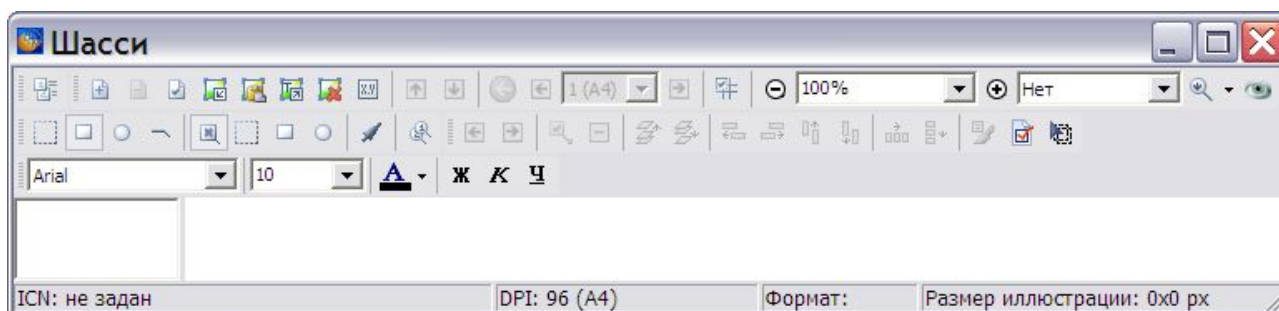 Шасси
X.Y 1 (A4) 100% Нет
Arial 10 A Ж К Ч
ICN: не задан DPI: 96 (A4) Формат: Размер иллюстрации: 0x0 px